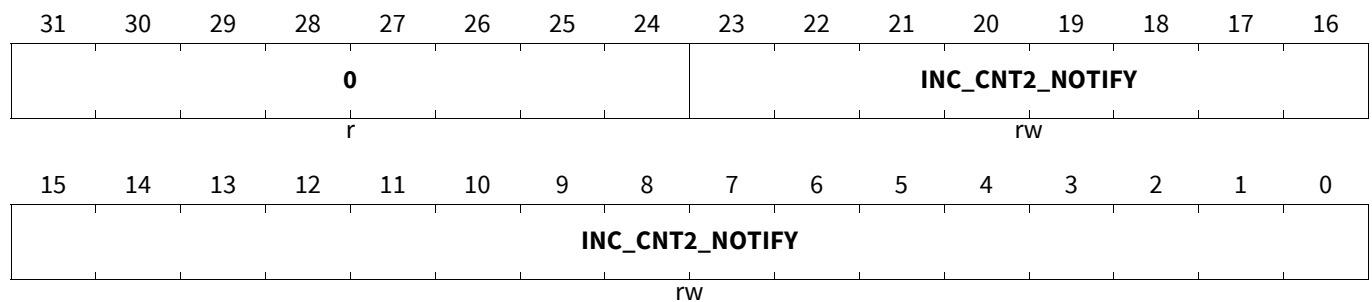 31 30 29 28 27 26 25 24 23 22 21 20 19 18 17 16
0 INC_CNT2_NOTIFY
r rw
15 14 13 12 11 10 9 8 7 6 5 4 3 2 1 0
INC_CNT2_NOTIFY
rw